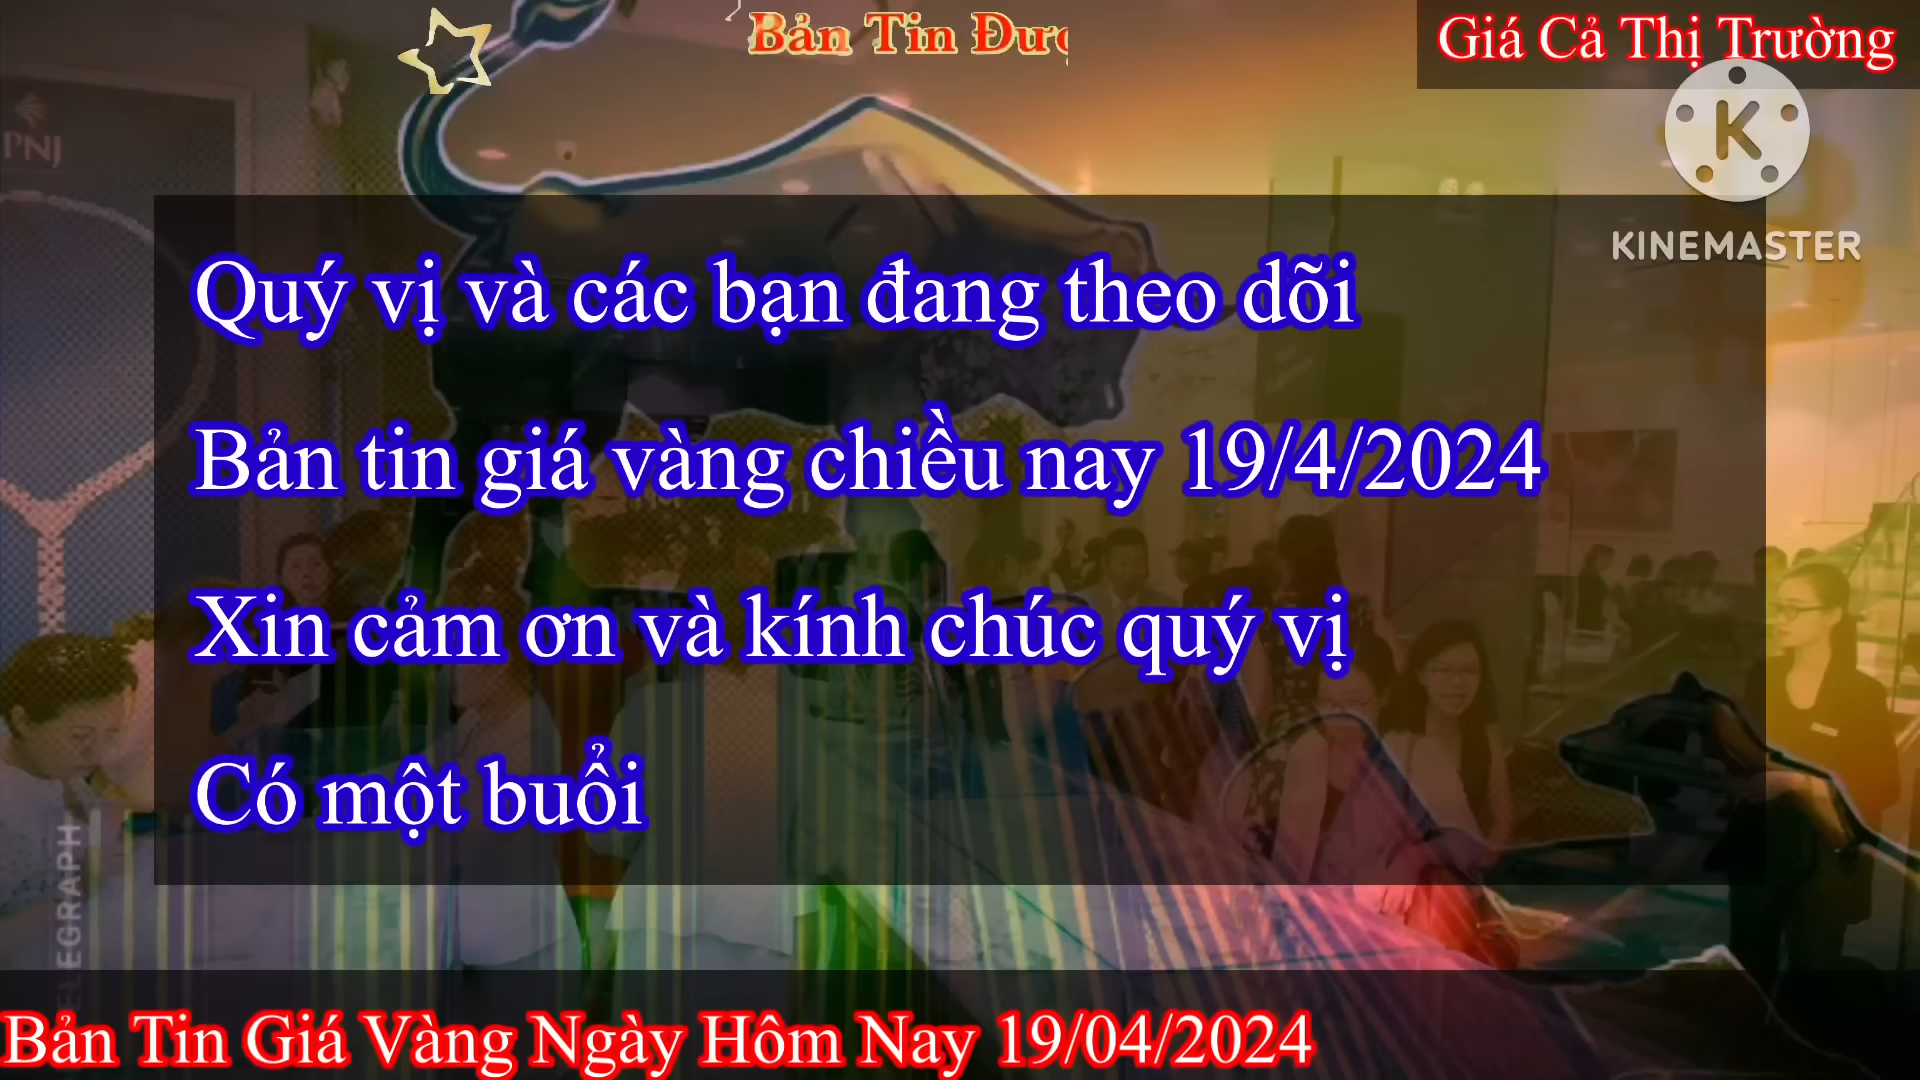 Bản Tin
Giá Cả Thị Trường
PNJ
K
KINEMASTER
Quý vị và các bạn đang theo dõi
Bản tin giá vàng chiều nay 19/4/2024
Xin cảm ơn và kính chúc quý vị
Có một buổi
Bản Tin Giá Vàng Ngày Hôm Nay 19/04/2024